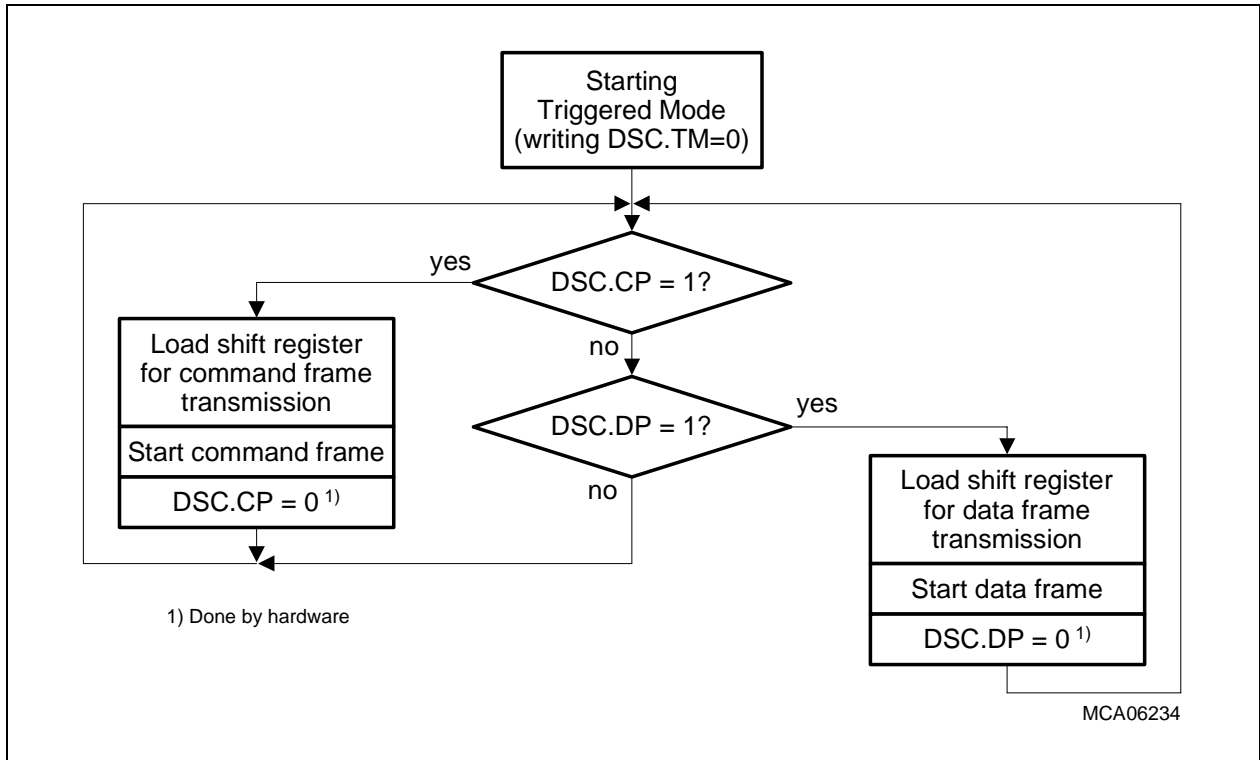 Starting
Triggered Mode
(writing DSC.TM=0)
yes
DSC.CP = 1?
Load shift register
for command frame
transmission
Start command frame
DSC.CP = 0 1)
no
DSC.DP = 1?
yes
no
Load shift register
for data frame
transmission
Start data frame
DSC.DP = 0 1)
1) Done by hardware
MCA06234